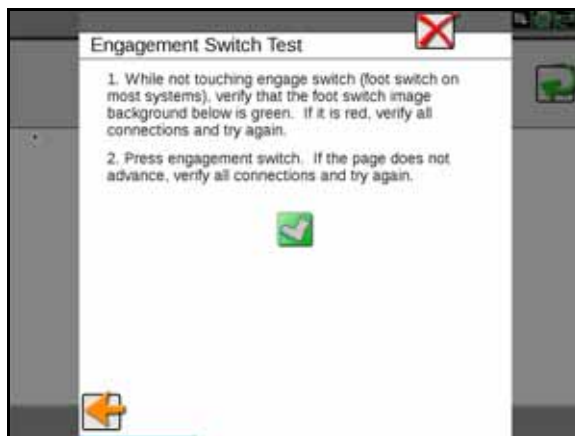 Engagement Switch Test
1. While not touching engage switch (foot switch on
most systems), verify that the foot switch image
background below is green. If it is red, verify all
connections and try again.
2. Press engagement switch. If the page does not
advance, verify all connections and try again.